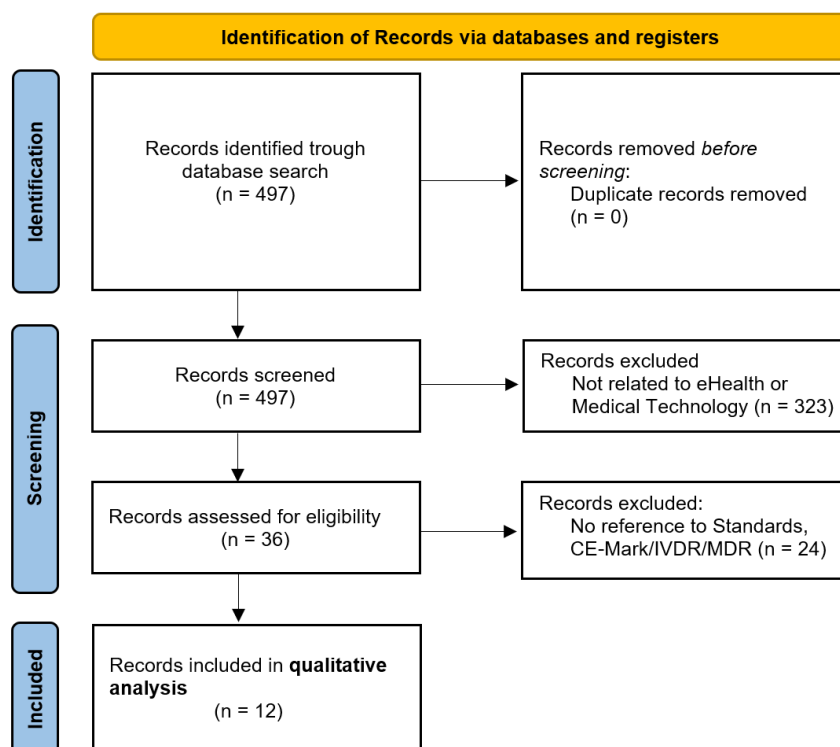 Identification of Records via databases and registers
Identification
Records identified trough
database search
(n = 497)
Records removed before
screening:
Duplicate records removed
(n = 0)
Screening
Records screened
(n = 497)
Records excluded
Not related to eHealth or
Medical Technology (n = 323)
Records assessed for eligibility
(n = 36)
Records excluded:
No reference to Standards,
CE-Mark/IVDR/MDR (n = 24)
Included
Records included in qualitative
analysis
(n = 12)